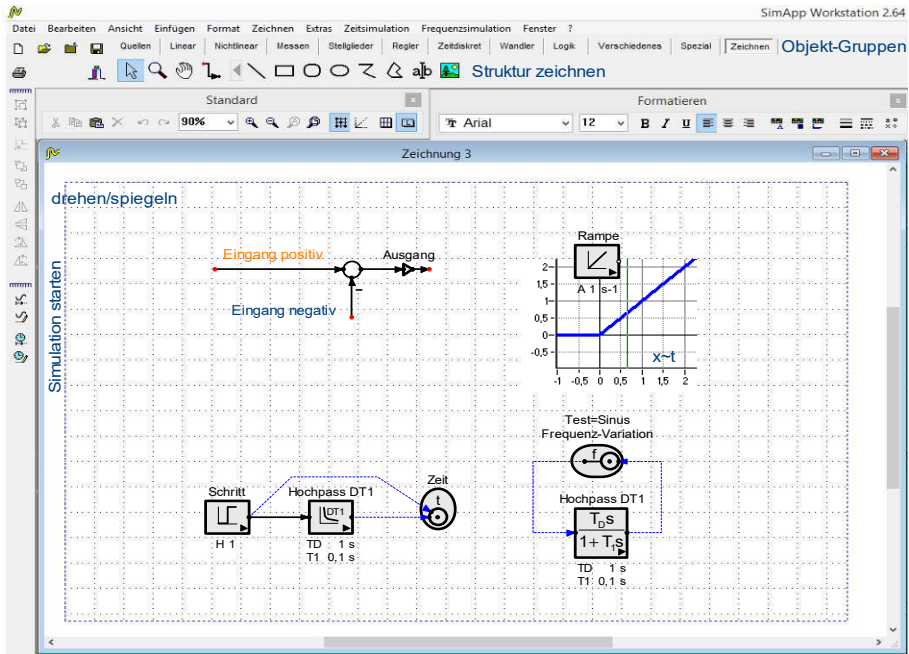 SimApp Workstation 2.64
Datei Bearbeiten Ansicht Einfügen Format Zeichnen Extras Zeitsimulation Frequenzsimulation Fenster ?
Quellen Linear Nichtlinear Messen Stellglieder Regler Zeitdiskret Wandler Logik Verschiedenes Spezial Zeichnen Objekt-Gruppen
a|b Struktur zeichnen
Standard Formatieren
90% Arial 12 B I U
Zeichnung 3
drehen/spiegeln
Simulation starten
Eingang positiv Ausgang
–
Eingang negativ
Rampe
A 1 s-1
2
1,5
1
0,5
0
-0,5
-1 -0,5 0 0,5 1 1,5 2
x~t
Test=Sinus
Frequenz-Variation
f
Hochpass DT1
TDs
1+T1s
TD 1 s
T1 0,1 s
Schritt Hochpass DT1 Zeit
DT1 t
H 1 TD 1 s
T1 0,1 s